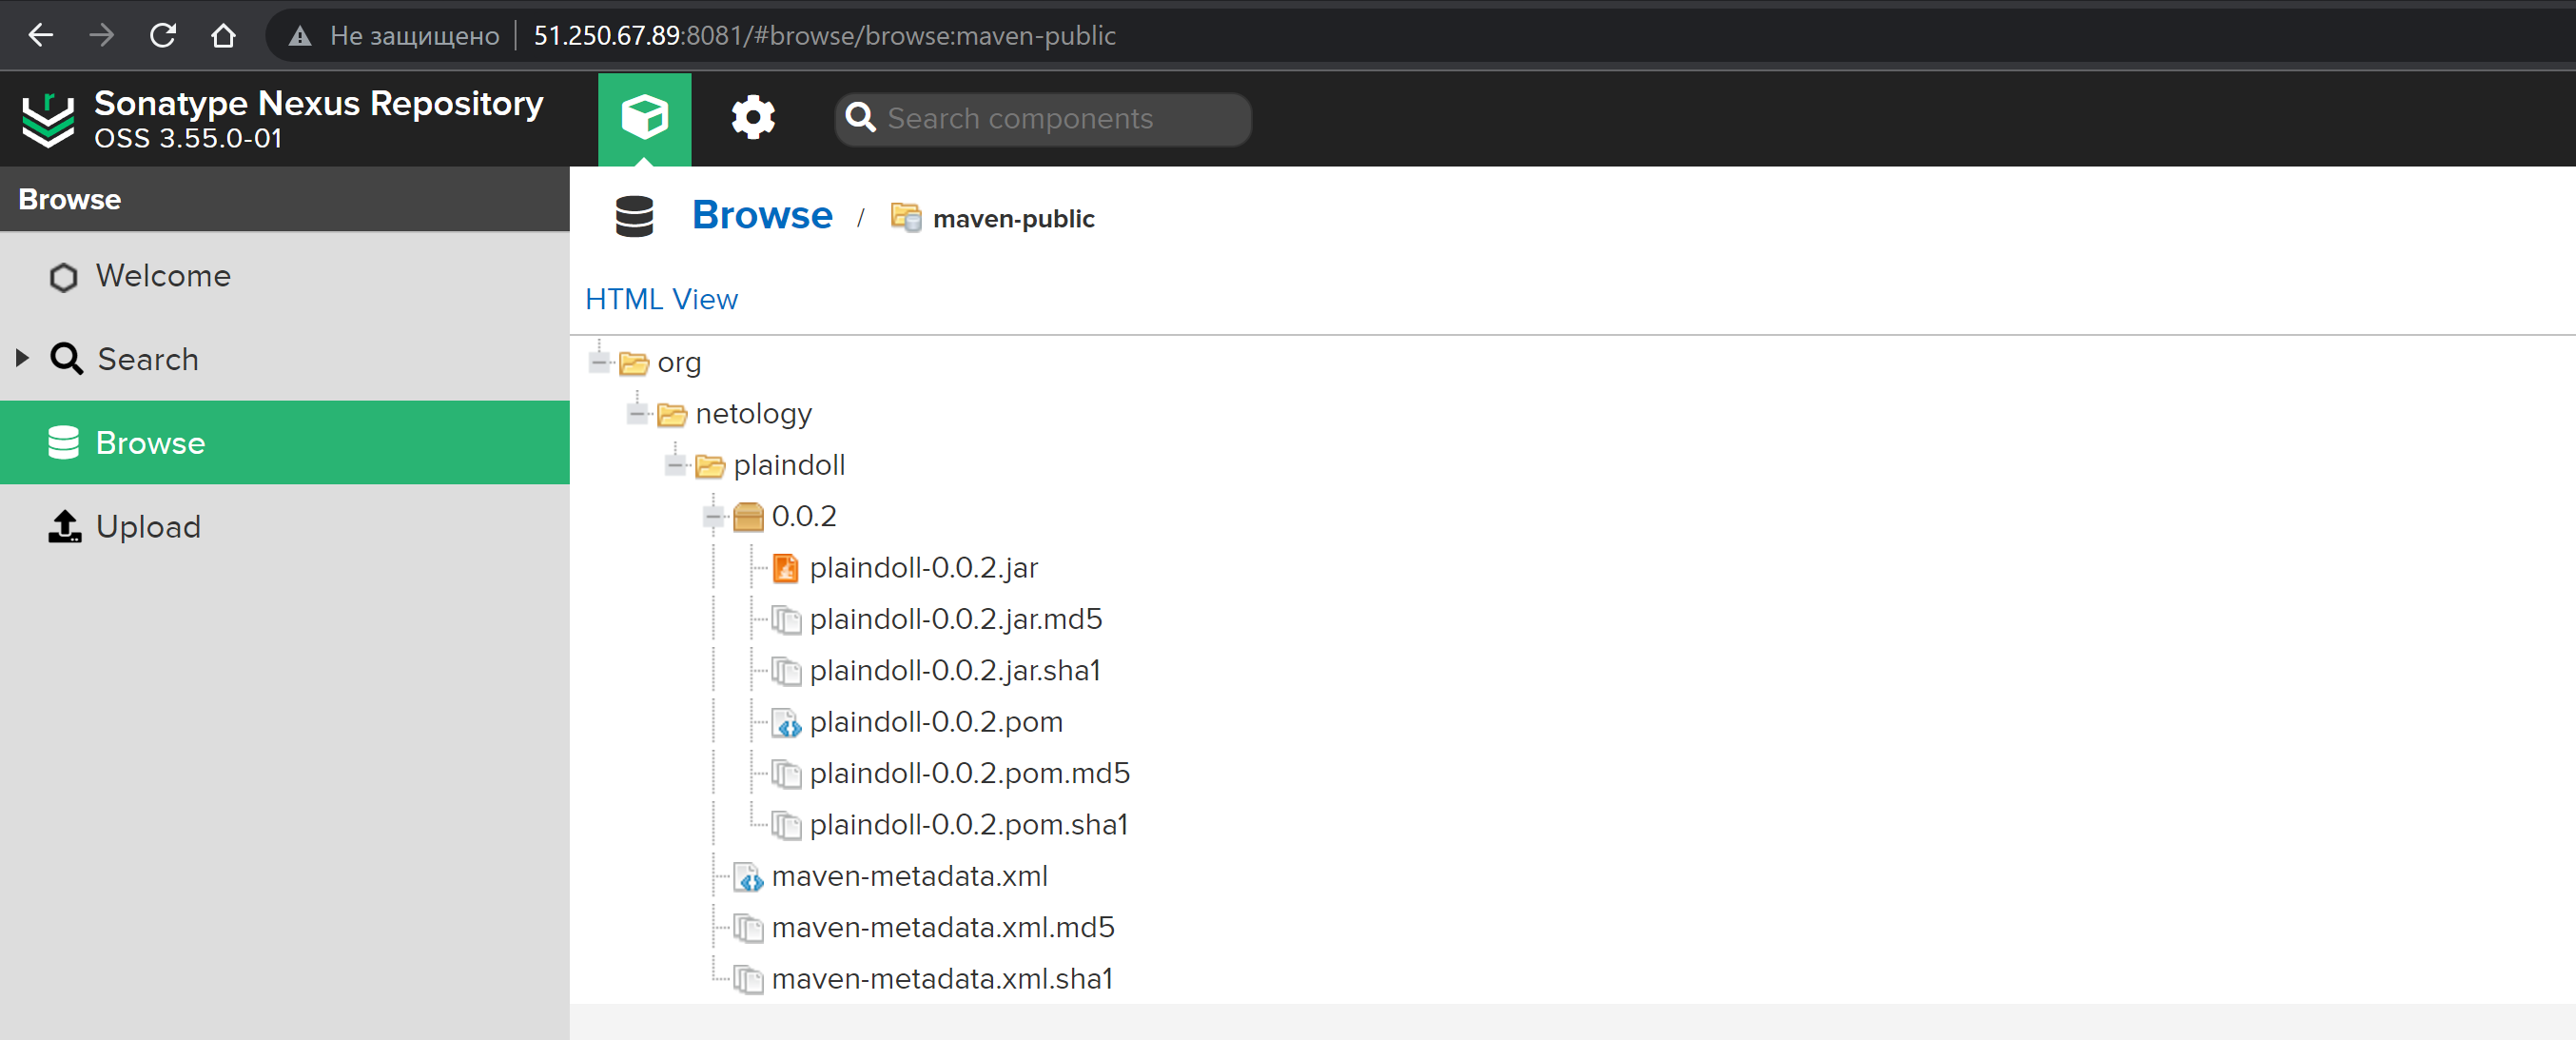 Не защищено 51.250.67.89:8081/#browse/browse:maven-public
Sonatype Nexus Repository
OSS 3.55.0-01
Search components
Browse
Welcome
Search
Browse
Upload
Browse / maven-public
HTML View
org
netology
plaindoll
0.0.2
plaindoll-0.0.2.jar
plaindoll-0.0.2.jar.md5
plaindoll-0.0.2.jar.sha1
plaindoll-0.0.2.pom
plaindoll-0.0.2.pom.md5
plaindoll-0.0.2.pom.sha1
maven-metadata.xml
maven-metadata.xml.md5
maven-metadata.xml.sha1